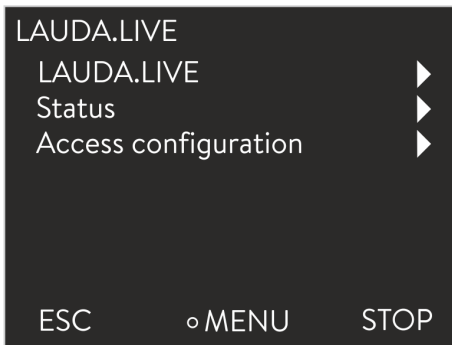 LAUDA.LIVE
LAUDA.LIVE
Status
Access configuration
ESC MENU STOP